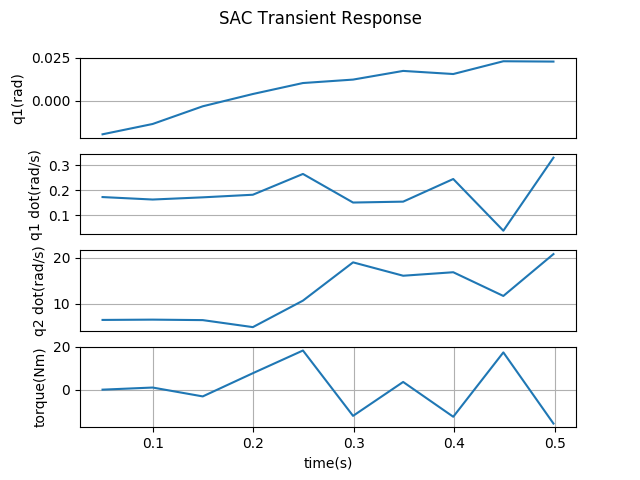 SAC Transient Response
q1(rad)
0.025
0.000
q1 dot(rad/s)
0.3
0.2
0.1
q2 dot(rad/s)
20
10
torque(Nm)
20
0
0.1 0.2 0.3 0.4 0.5
time(s)